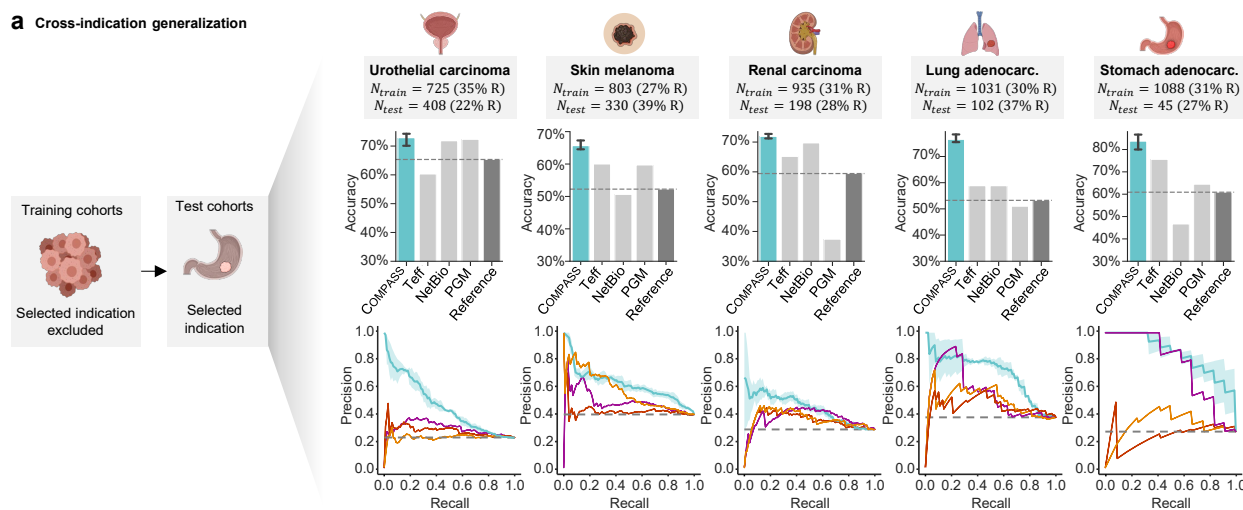 a Cross-indication generalization
Training cohorts
Selected indication
excluded
Test cohorts
Selected
indication
Urothelial carcinoma
N_train = 725 (35% R)
N_test = 408 (22% R)
Skin melanoma
N_train = 803 (27% R)
N_test = 330 (39% R)
Renal carcinoma
N_train = 935 (31% R)
N_test = 198 (28% R)
Lung adenocarc.
N_train = 1031 (30% R)
N_test = 102 (37% R)
Stomach adenocarc.
N_train = 1088 (31% R)
N_test = 45 (27% R)
Accuracy
70%
60%
50%
40%
30%
COMPASS
Teff
NetBio
PGM
Reference
Accuracy
70%
60%
50%
40%
30%
COMPASS
Teff
NetBio
PGM
Reference
Accuracy
70%
60%
50%
40%
30%
COMPASS
Teff
NetBio
PGM
Reference
Accuracy
70%
60%
50%
40%
30%
COMPASS
Teff
NetBio
PGM
Reference
Accuracy
80%
70%
60%
50%
40%
30%
COMPASS
Teff
NetBio
PGM
Reference
Precision
1.0
0.8
0.6
0.4
0.2
0.0
0.0 0.2 0.4 0.6 0.8 1.0
Recall
Precision
1.0
0.8
0.6
0.4
0.2
0.0
0.0 0.2 0.4 0.6 0.8 1.0
Recall
Precision
1.0
0.8
0.6
0.4
0.2
0.0
0.0 0.2 0.4 0.6 0.8 1.0
Recall
Precision
1.0
0.8
0.6
0.4
0.2
0.0
0.0 0.2 0.4 0.6 0.8 1.0
Recall
Precision
1.0
0.8
0.6
0.4
0.2
0.0
0.0 0.2 0.4 0.6 0.8 1.0
Recall